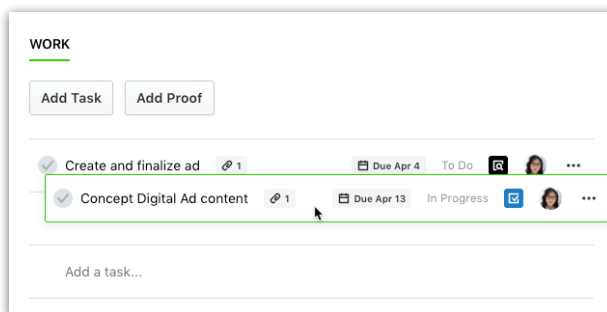 WORK
Add Task Add Proof
Create and finalize ad 1 Due Apr 4 To Do
Concept Digital Ad content 1 Due Apr 13 In Progress
Add a task...